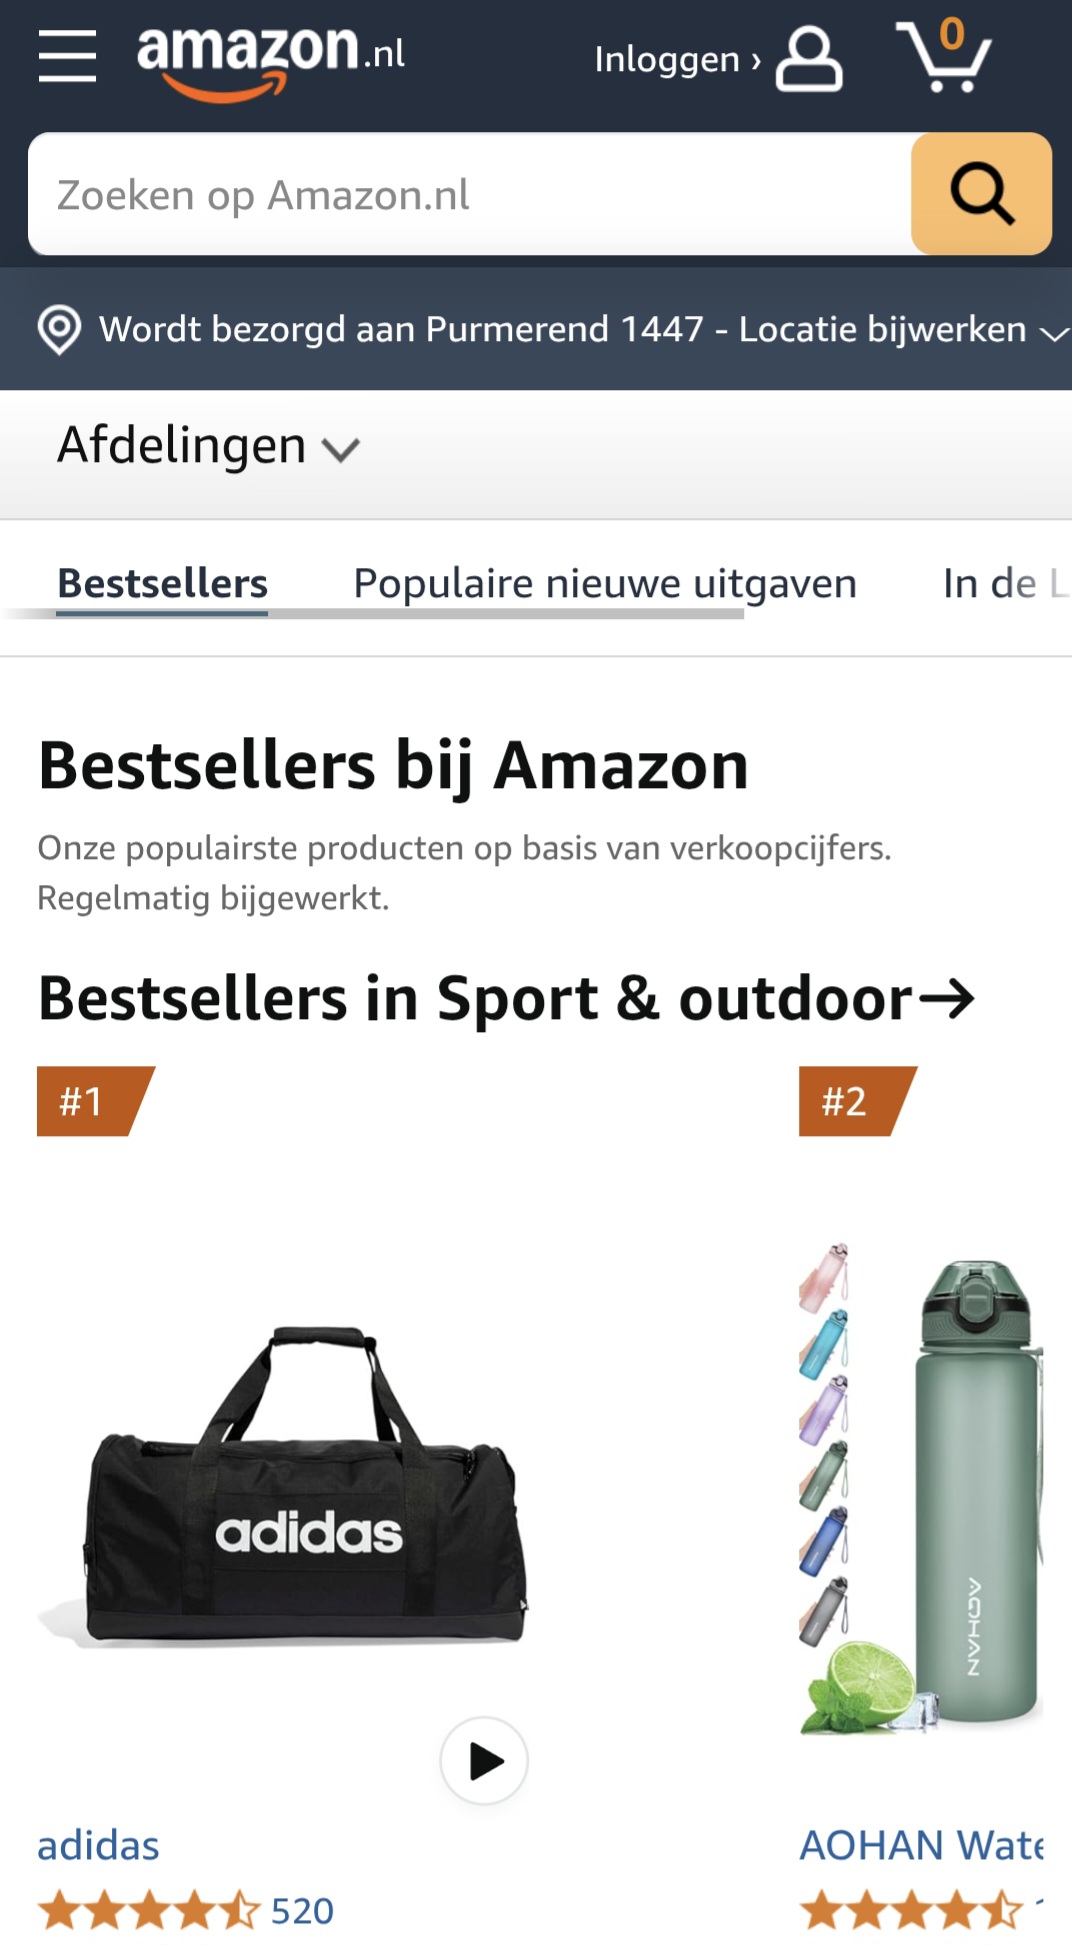 amazon.nl
Inloggen ›
0
Zoeken op Amazon.nl
Wordt bezorgd aan Purmerend 1447 - Locatie bijwerken
Afdelingen
Bestsellers Populaire nieuwe uitgaven In de L
Bestsellers bij Amazon
Onze populairste producten op basis van verkoopcijfers.
Regelmatig bijgewerkt.
Bestsellers in Sport & outdoor→
#1 #2
adidas
AOHAN
adidas AOHAN Wate
520